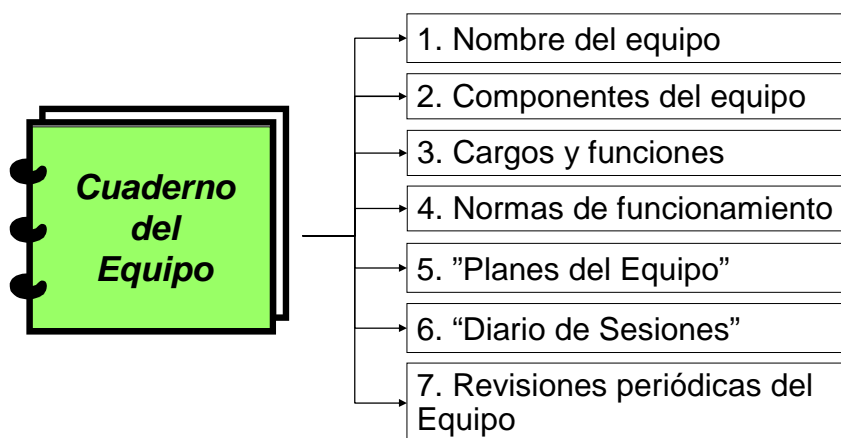 Cuaderno
del
Equipo
1. Nombre del equipo
2. Componentes del equipo
3. Cargos y funciones
4. Normas de funcionamiento
5. ”Planes del Equipo”
6. “Diario de Sesiones”
7. Revisiones periódicas del
Equipo